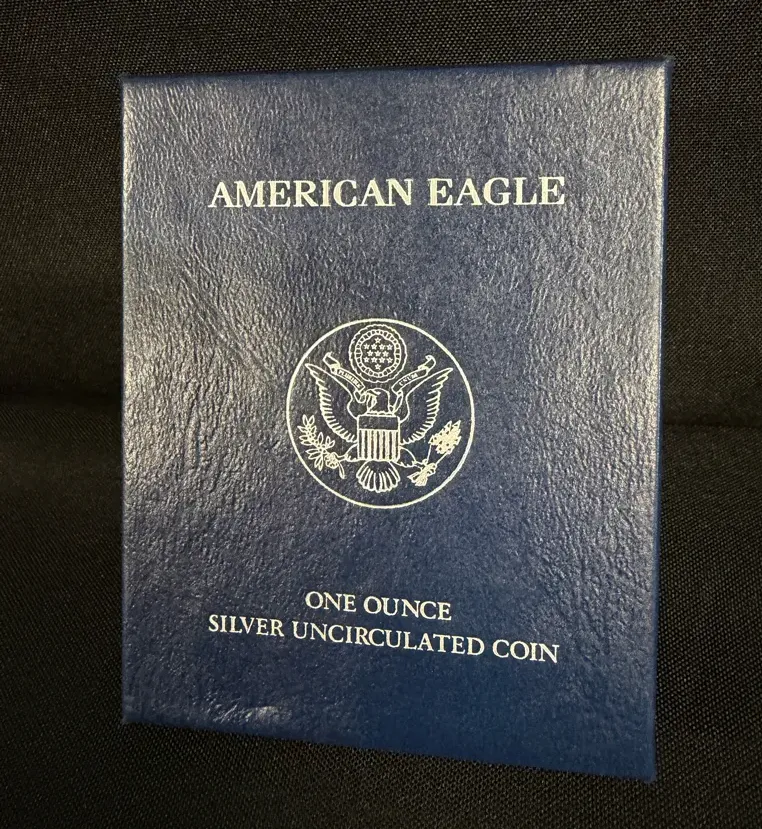 AMERICAN EAGLE
ONE OUNCE
SILVER UNCIRCULATED COIN